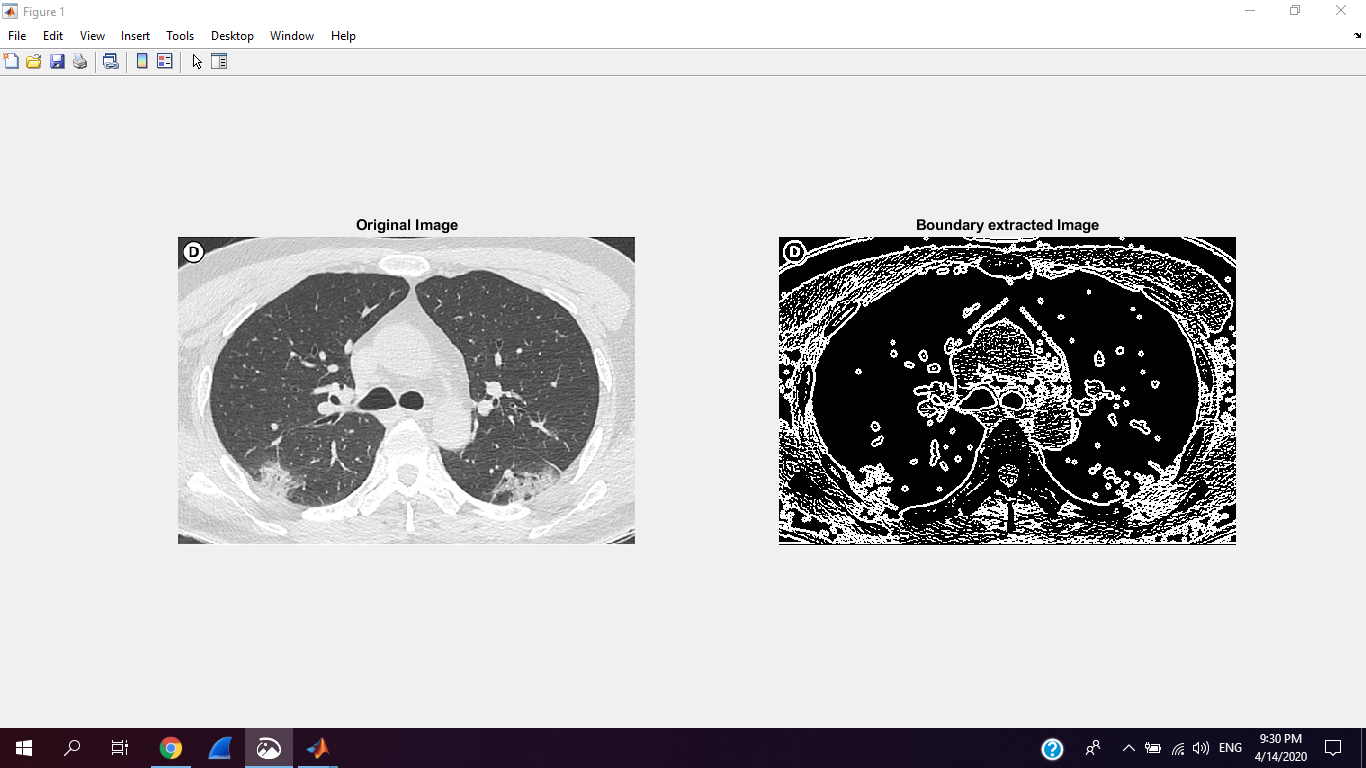 Figure 1
File Edit View Insert Tools Desktop Window Help
Original Image
Boundary extracted Image
D
D
9:30 PM
ENG
4/14/2020